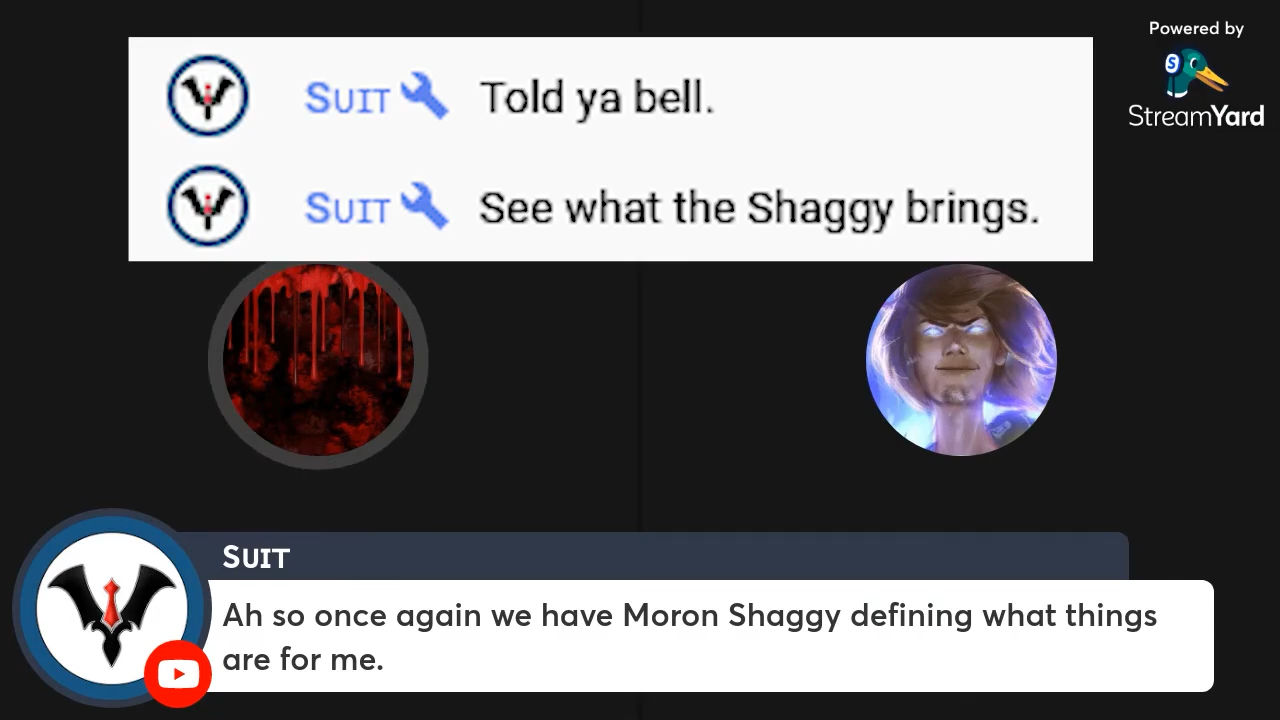 Powered by
StreamYard
SUIT Told ya bell.
SUIT See what the Shaggy brings.
SUIT
Ah so once again we have Moron Shaggy defining what things
are for me.